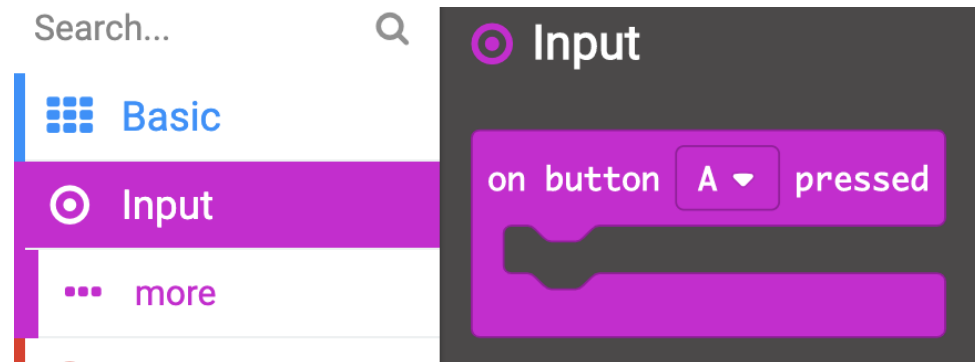 Search...
Basic
Input
more
Input
on button A pressed